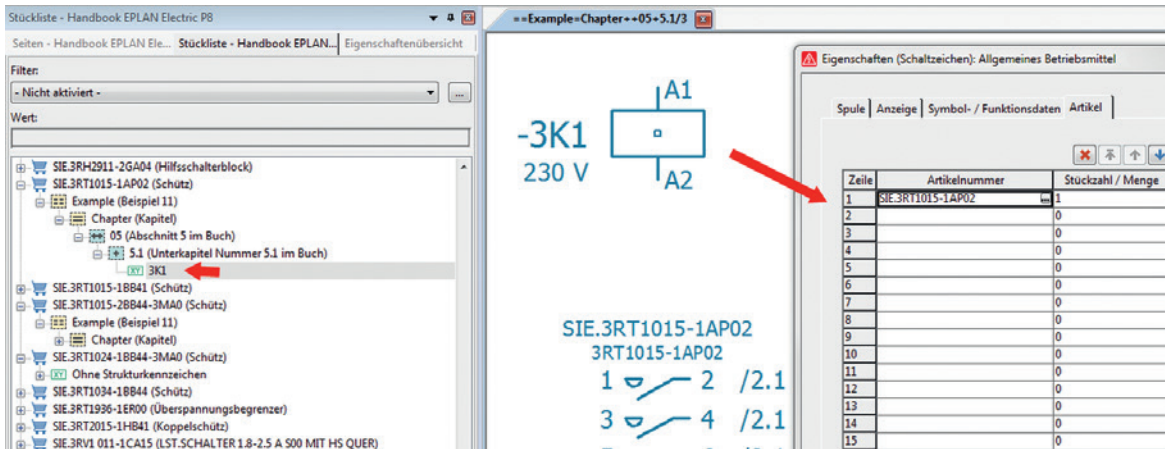 Stückliste - Handbook EPLAN Electric P8
Seiten - Handbook EPLAN Ele... Stückliste - Handbook EPLAN... Eigenschaftenübersicht
Filter:
- Nicht aktiviert -
...
Wert:
SIE.3RH2911-2GA04 (Hilfsschalterblock)
SIE.3RT1015-1AP02 (Schütz)
Example (Beispiel 11)
Chapter (Kapitel)
05 (Abschnitt 5 im Buch)
5.1 (Unterkapitel Nummer 5.1 im Buch)
3K1
SIE.3RT1015-1BB41 (Schütz)
SIE.3RT1015-2BB44-3MA0 (Schütz)
Example (Beispiel 11)
Chapter (Kapitel)
SIE.3RT1024-1BB44-3MA0 (Schütz)
Ohne Strukturkennzeichen
SIE.3RT1034-1BB44 (Schütz)
SIE.3RT1936-1ER00 (Überspannungsbegrenzer)
SIE.3RT2015-1HB41 (Koppelschütz)
SIE.3RV1 011-1CA15 (LST.SCHALTER 1.8-2.5 A S00 MIT HS QUER)
==Example=Chapter++05+5.1/3
A1
-3K1
230 V
A2
SIE.3RT1015-1AP02
3RT1015-1AP02
1 2 /2.1
3 4 /2.1
Eigenschaften (Schaltzeichen): Allgemeines Betriebsmittel
Spule Anzeige Symbol- / Funktionsdaten Artikel
Zeile Artikelnummer Stückzahl / Menge
1 SIE.3RT1015-1AP02 ... 1
2 0
3 0
4 0
5 0
6 0
7 0
8 0
9 0
10 0
11 0
12 0
13 0
14 0
15 0